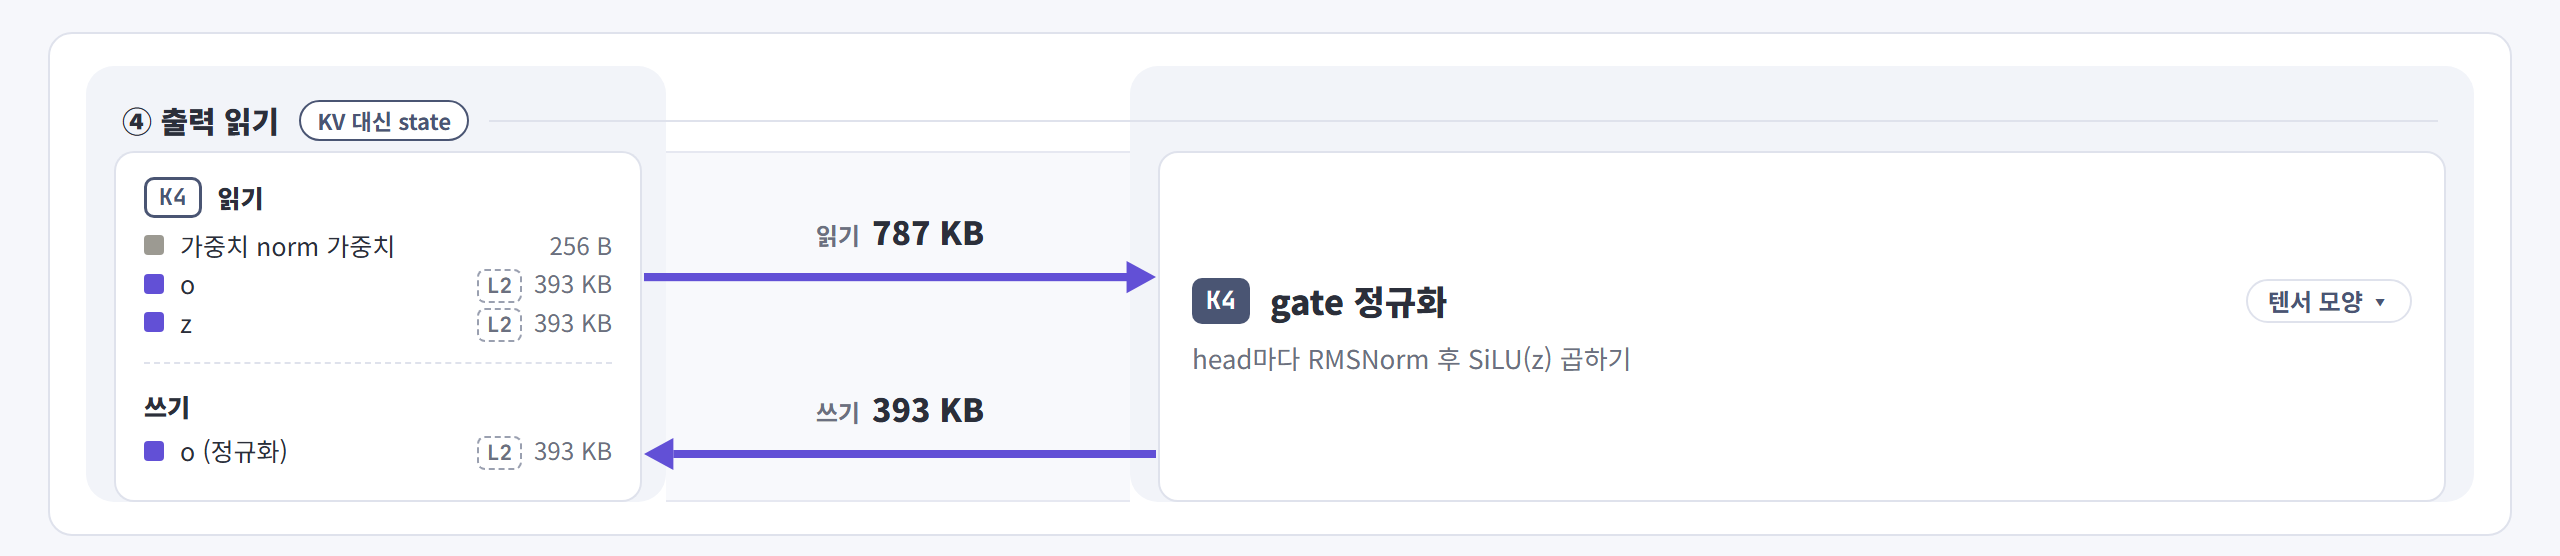 ④ 출력 읽기 KV 대신 state
K4 읽기
가중치 norm 가중치 256 B
o L2 393 KB
z L2 393 KB
쓰기
o (정규화) L2 393 KB
읽기 787 KB
쓰기 393 KB
K4 gate 정규화
head마다 RMSNorm 후 SiLU(z) 곱하기
텐서 모양 ▾